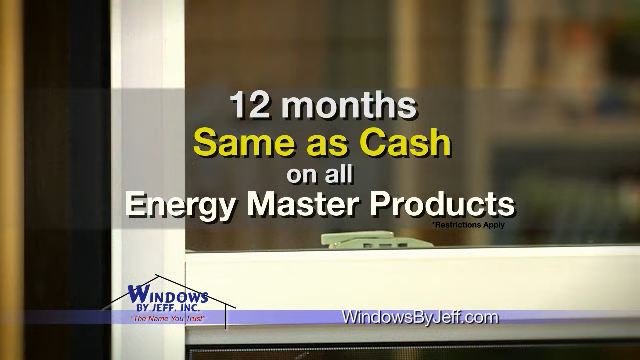 12 months
Same as Cash
on all
Energy Master Products
*Restrictions Apply
WINDOWS
BY JEFF, INC.
"The Name You Trust"
WindowsByJeff.com